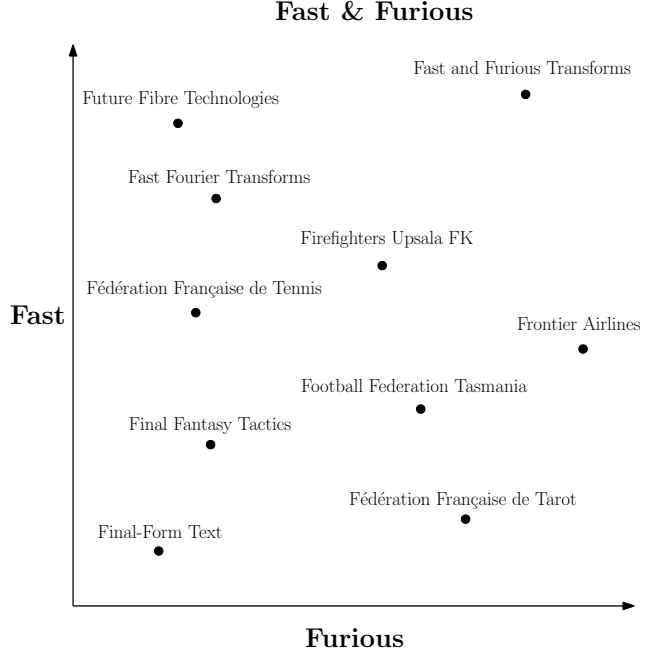 Fast & Furious
Fast and Furious Transforms
Future Fibre Technologies
Fast Fourier Transforms
Firefighters Upsala FK
Fédération Française de Tennis
Fast
Frontier Airlines
Football Federation Tasmania
Final Fantasy Tactics
Fédération Française de Tarot
Final-Form Text
Furious